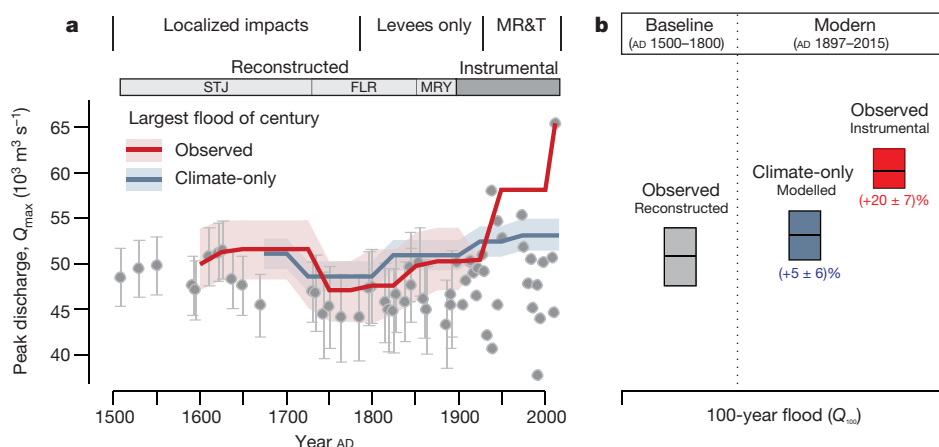 a
Localized impacts
Levees only
MR&T
Reconstructed
Instrumental
STJ
FLR
MRY
Largest flood of century
Observed
Climate-only
Peak discharge, Qmax (10³ m³ s⁻¹)
65
60
55
50
45
40
1500
1600
1700
1800
1900
2000
Year AD
b
Baseline
(AD 1500–1800)
Modern
(AD 1897–2015)
Observed
Reconstructed
Climate-only
Modelled
(+5 ± 6)%
Observed
Instrumental
(+20 ± 7)%
100-year flood (Q₁₀₀)